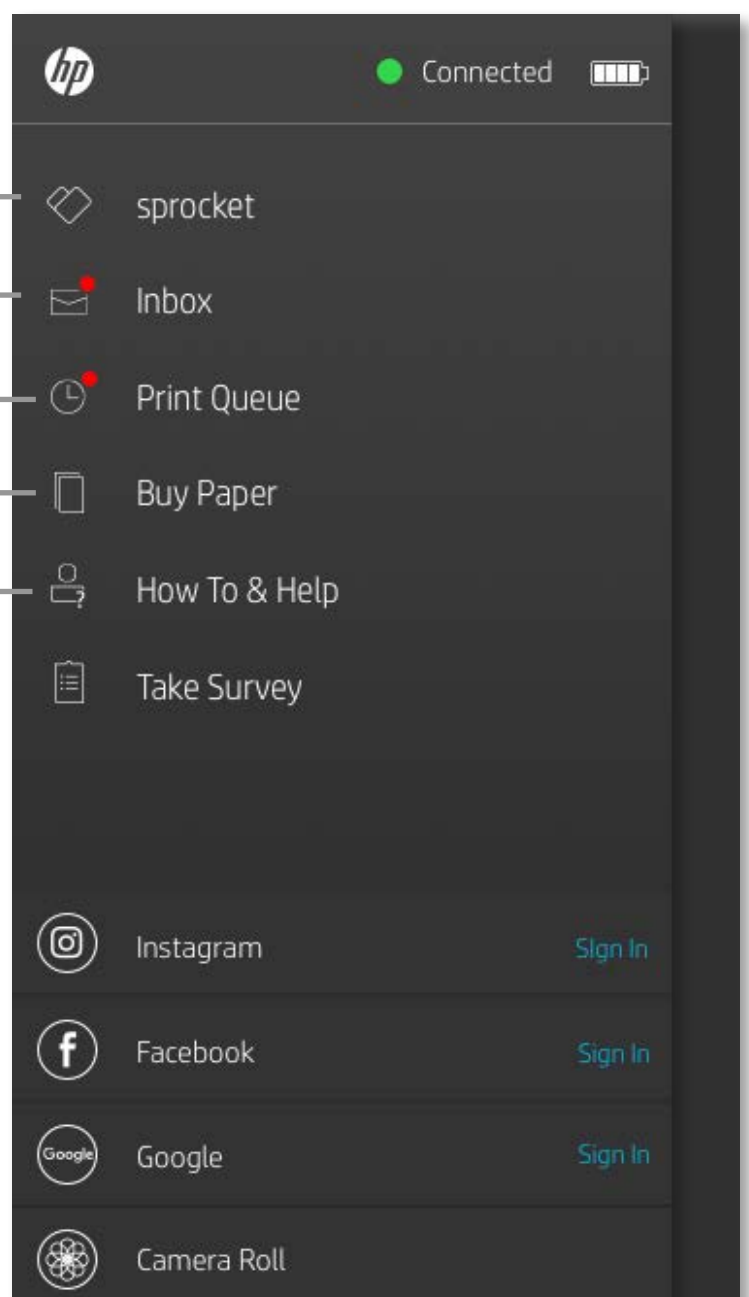 hp
Connected
sprocket
Inbox
Print Queue
Buy Paper
? How To & Help
Take Survey
Instagram SIgn In
f Facebook Sign In
Google Google Sign In
Camera Roll